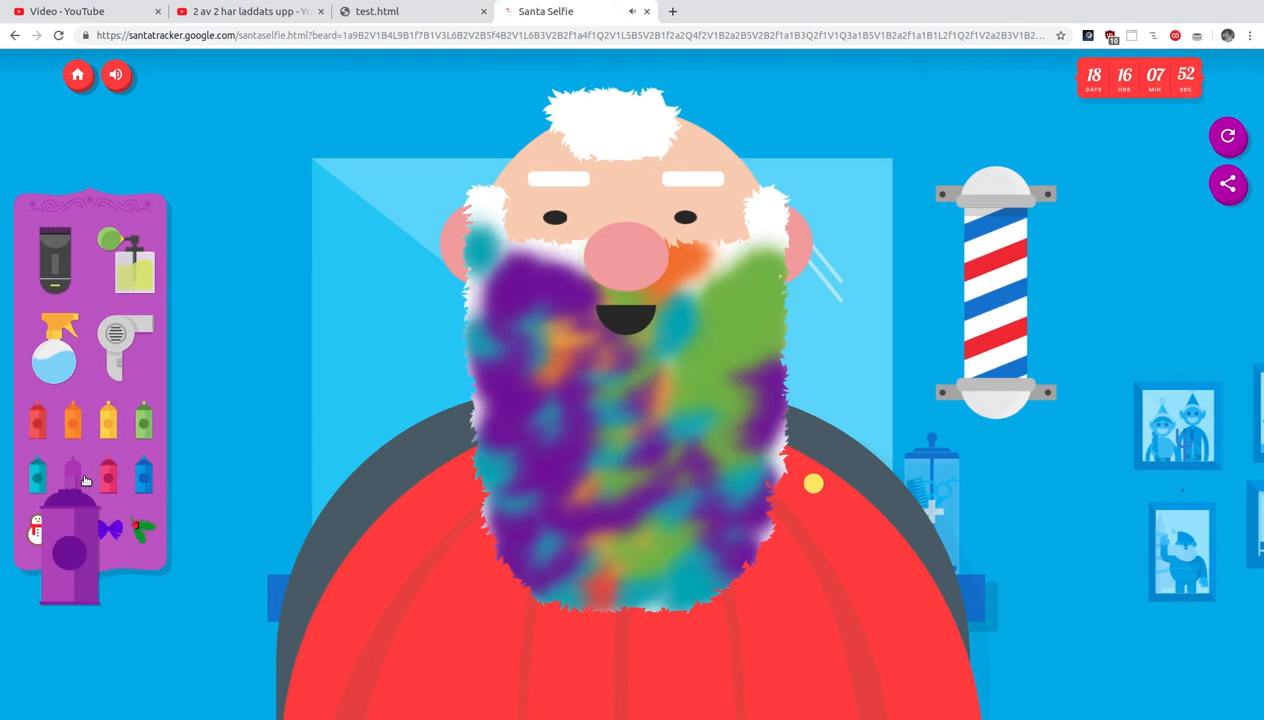 Video - YouTube
2 av 2 har laddats upp - Yo
test.html
Santa Selfie
https://santatracker.google.com/santaselfie.html?beard=1a9B2V1B4L9B1f7B1V3L6B2V2B5f4B2V1L6B3V2B2f1a4f1Q2V1L5B5V2B1f2a2Q4f2V1B2a2B5V2B2f1a1B3Q2f1V1Q3a1B5V1B2a2f1a1B1L2f1Q2f1V2a2B3V1B2...
10
18 16 07 52
DAYS HRS MIN SEC